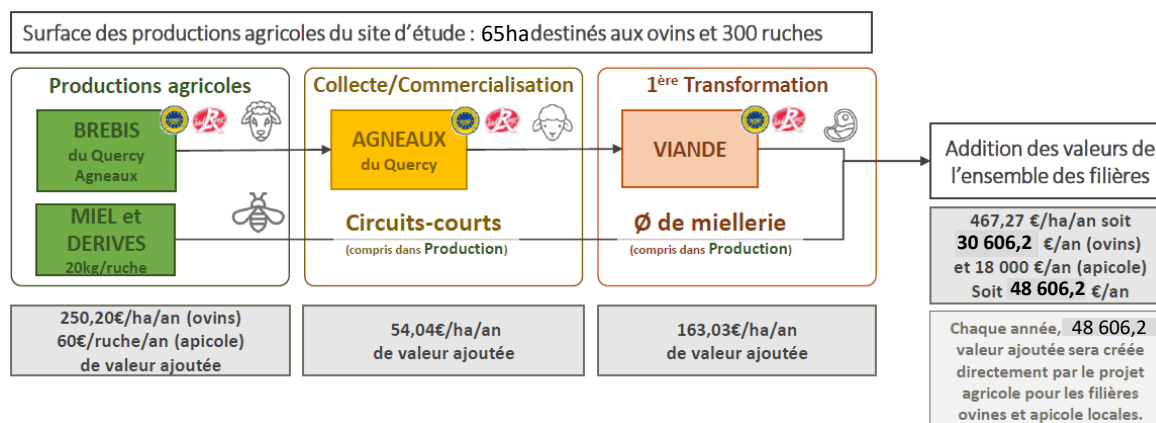 Surface des productions agricoles du site d'étude : 65ha destinés aux ovins et 300 ruches
Productions agricoles
BREBIS
du Quercy
Agneaux
MIEL et
DERIVES
20kg/ruche
250,20€/ha/an (ovins)
60€/ruche/an (apicole)
de valeur ajoutée
Collecte/Commercialisation
AGNEAUX
du Quercy
Circuits-courts
(compris dans Production)
54,04€/ha/an
de valeur ajoutée
1ère Transformation
VIANDE
Ø de miellerie
(compris dans Production)
163,03€/ha/an
de valeur ajoutée
Addition des valeurs de
l'ensemble des filières
467,27 €/ha/an soit
30 606,2 €/an (ovins)
et 18 000 €/an (apicole)
Soit 48 606,2 €/an
Chaque année, 48 606,2
valeur ajoutée sera créée
directement par le projet
agricole pour les filières
ovines et apicole locales.